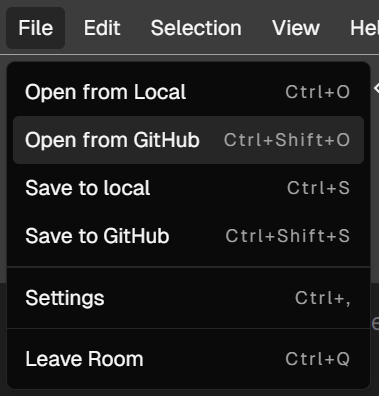 File Edit Selection View Hel
Open from Local Ctrl+O
Open from GitHub Ctrl+Shift+O
Save to local Ctrl+S
Save to GitHub Ctrl+Shift+S
Settings Ctrl+,
Leave Room Ctrl+Q